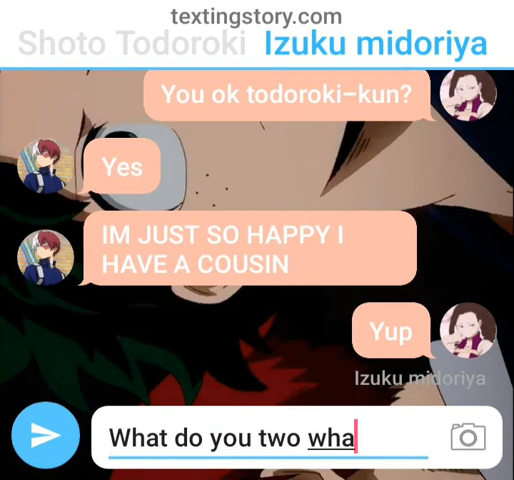 textingstory.com
Shoto Todoroki Izuku midoriya
You ok todoroki-kun?
Yes
IM JUST SO HAPPY I
HAVE A COUSIN
Yup
Izuku midoriya
What do you two wha